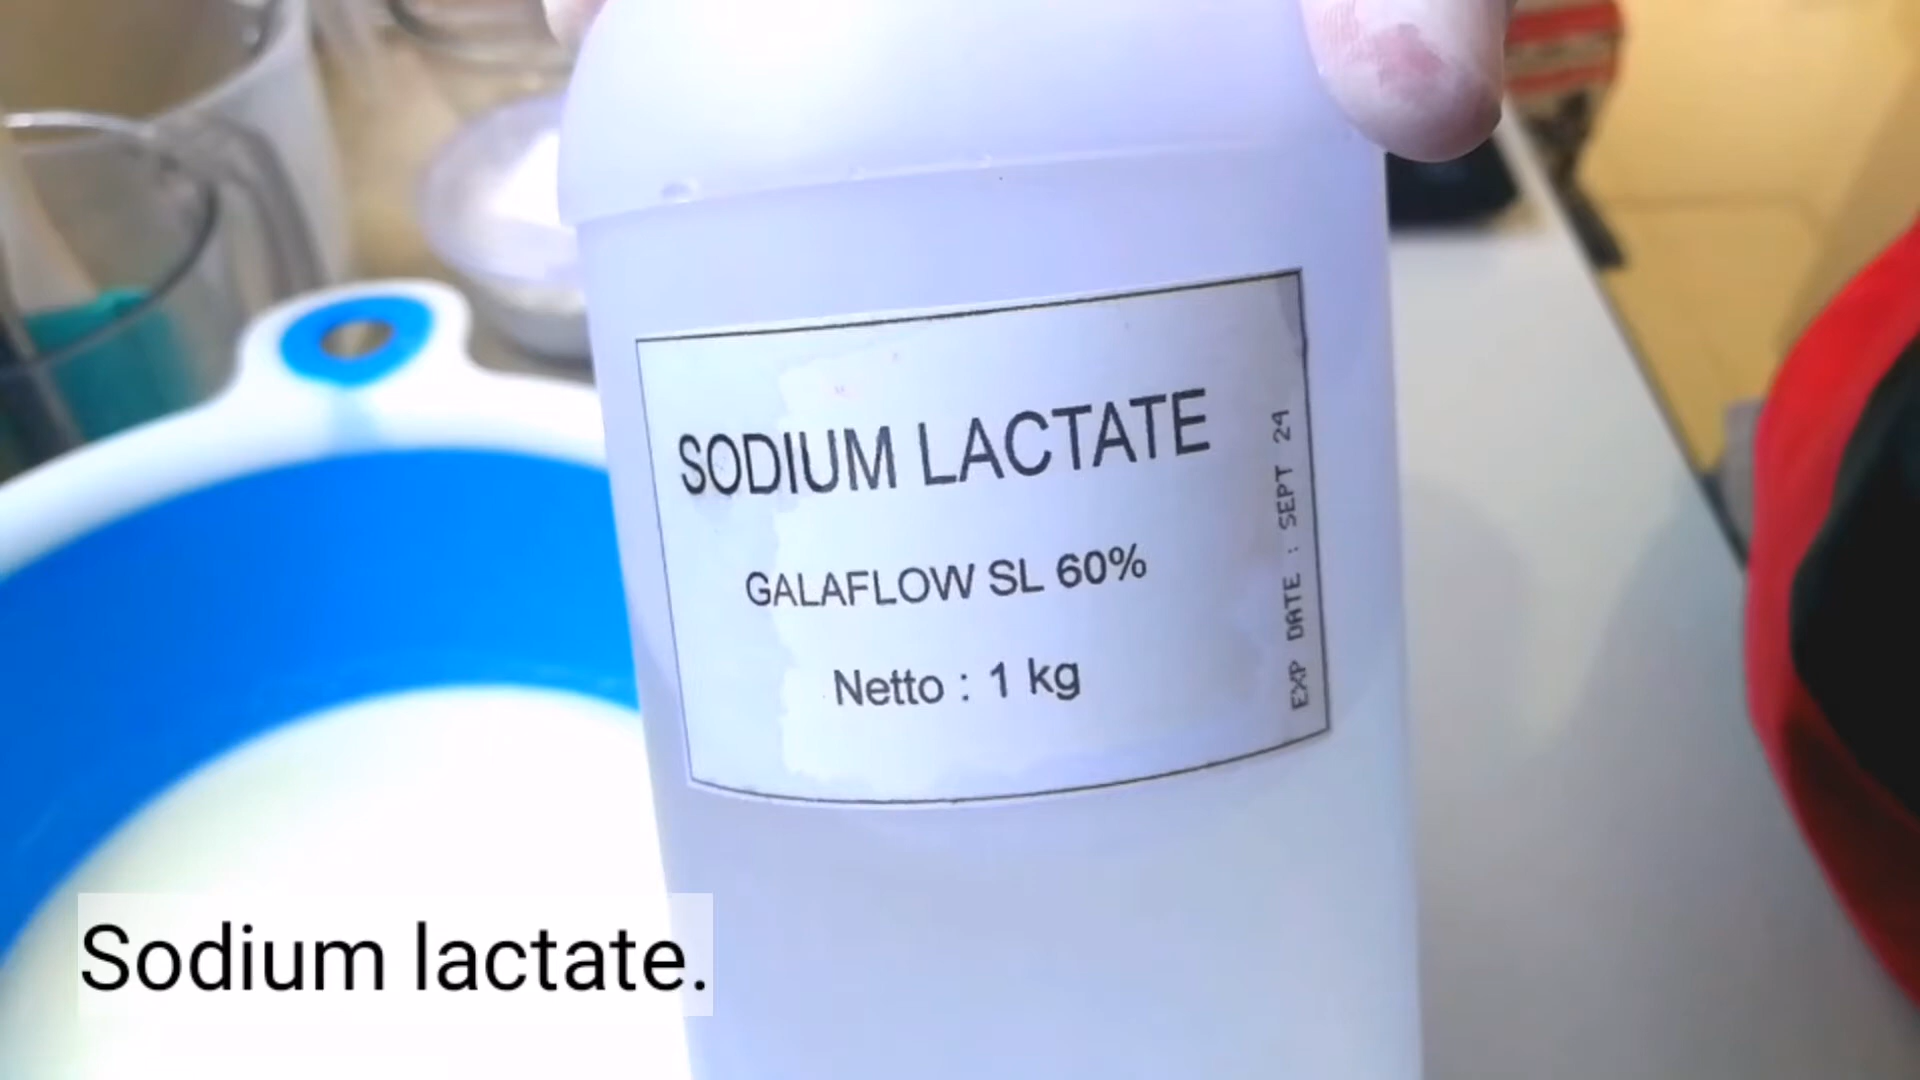 SODIUM LACTATE
GALAFLOW SL 60%
Netto : 1 kg
EXP DATE : SEPT 24
Sodium lactate.